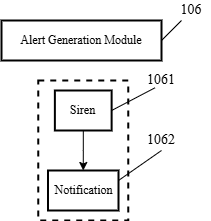 106
Alert Generation Module
1061
Siren
1062
Notification